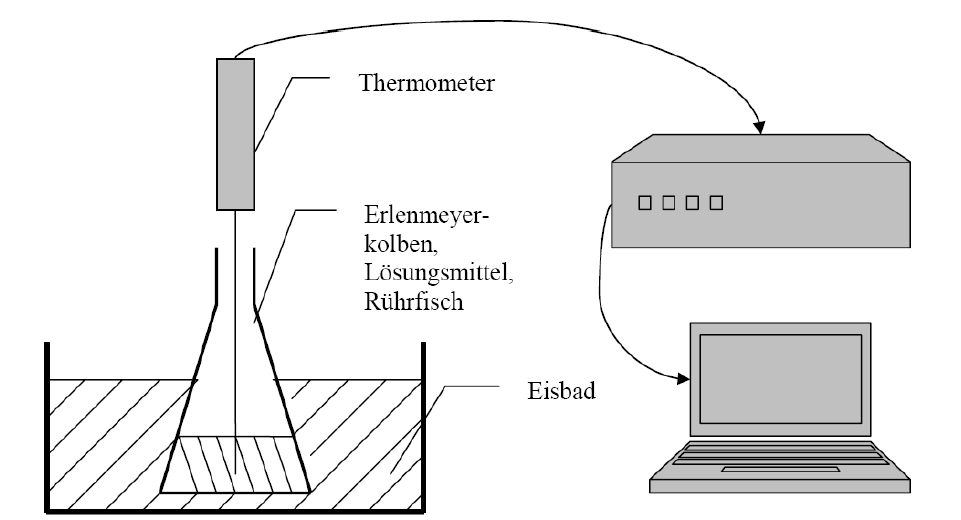 Thermometer
Erlenmeyer-
kolben,
Lösungsmittel,
Rührfisch
Eisbad